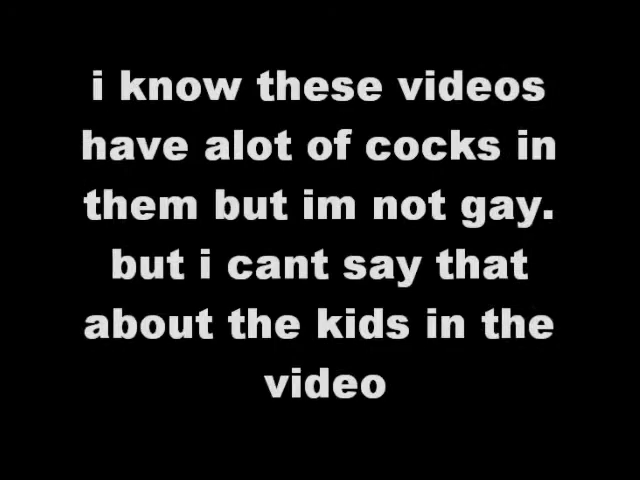 i know these videos
have alot of cocks in
them but im not gay.
but i cant say that
about the kids in the
video